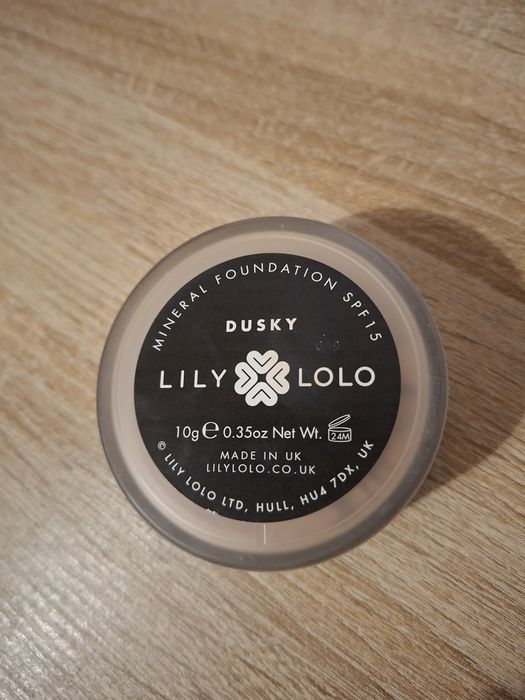 MINERAL FOUNDATION SPF15
DUSKY
LILY LOLO
10g ℮ 0.35oz Net Wt. 24M
MADE IN UK
LILYLOLO.CO.UK
© LILY LOLO LTD, HULL, HU4 7DX, UK